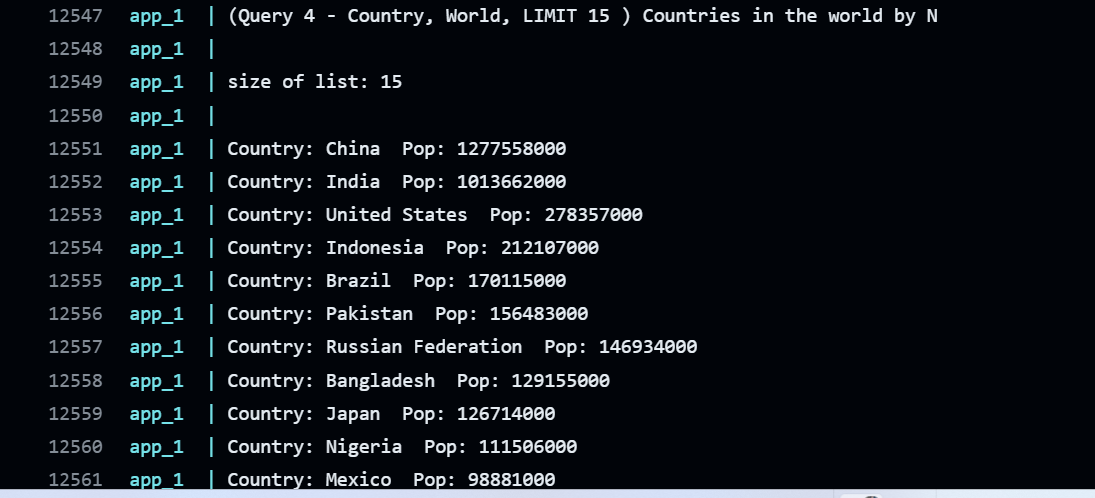 12547 app_1 | (Query 4 - Country, World, LIMIT 15 ) Countries in the world by N
12548 app_1 |
12549 app_1 | size of list: 15
12550 app_1 |
12551 app_1 | Country: China  Pop: 1277558000
12552 app_1 | Country: India  Pop: 1013662000
12553 app_1 | Country: United States  Pop: 278357000
12554 app_1 | Country: Indonesia  Pop: 212107000
12555 app_1 | Country: Brazil  Pop: 170115000
12556 app_1 | Country: Pakistan  Pop: 156483000
12557 app_1 | Country: Russian Federation  Pop: 146934000
12558 app_1 | Country: Bangladesh  Pop: 129155000
12559 app_1 | Country: Japan  Pop: 126714000
12560 app_1 | Country: Nigeria  Pop: 111506000
12561 app_1 | Country: Mexico  Pop: 98881000